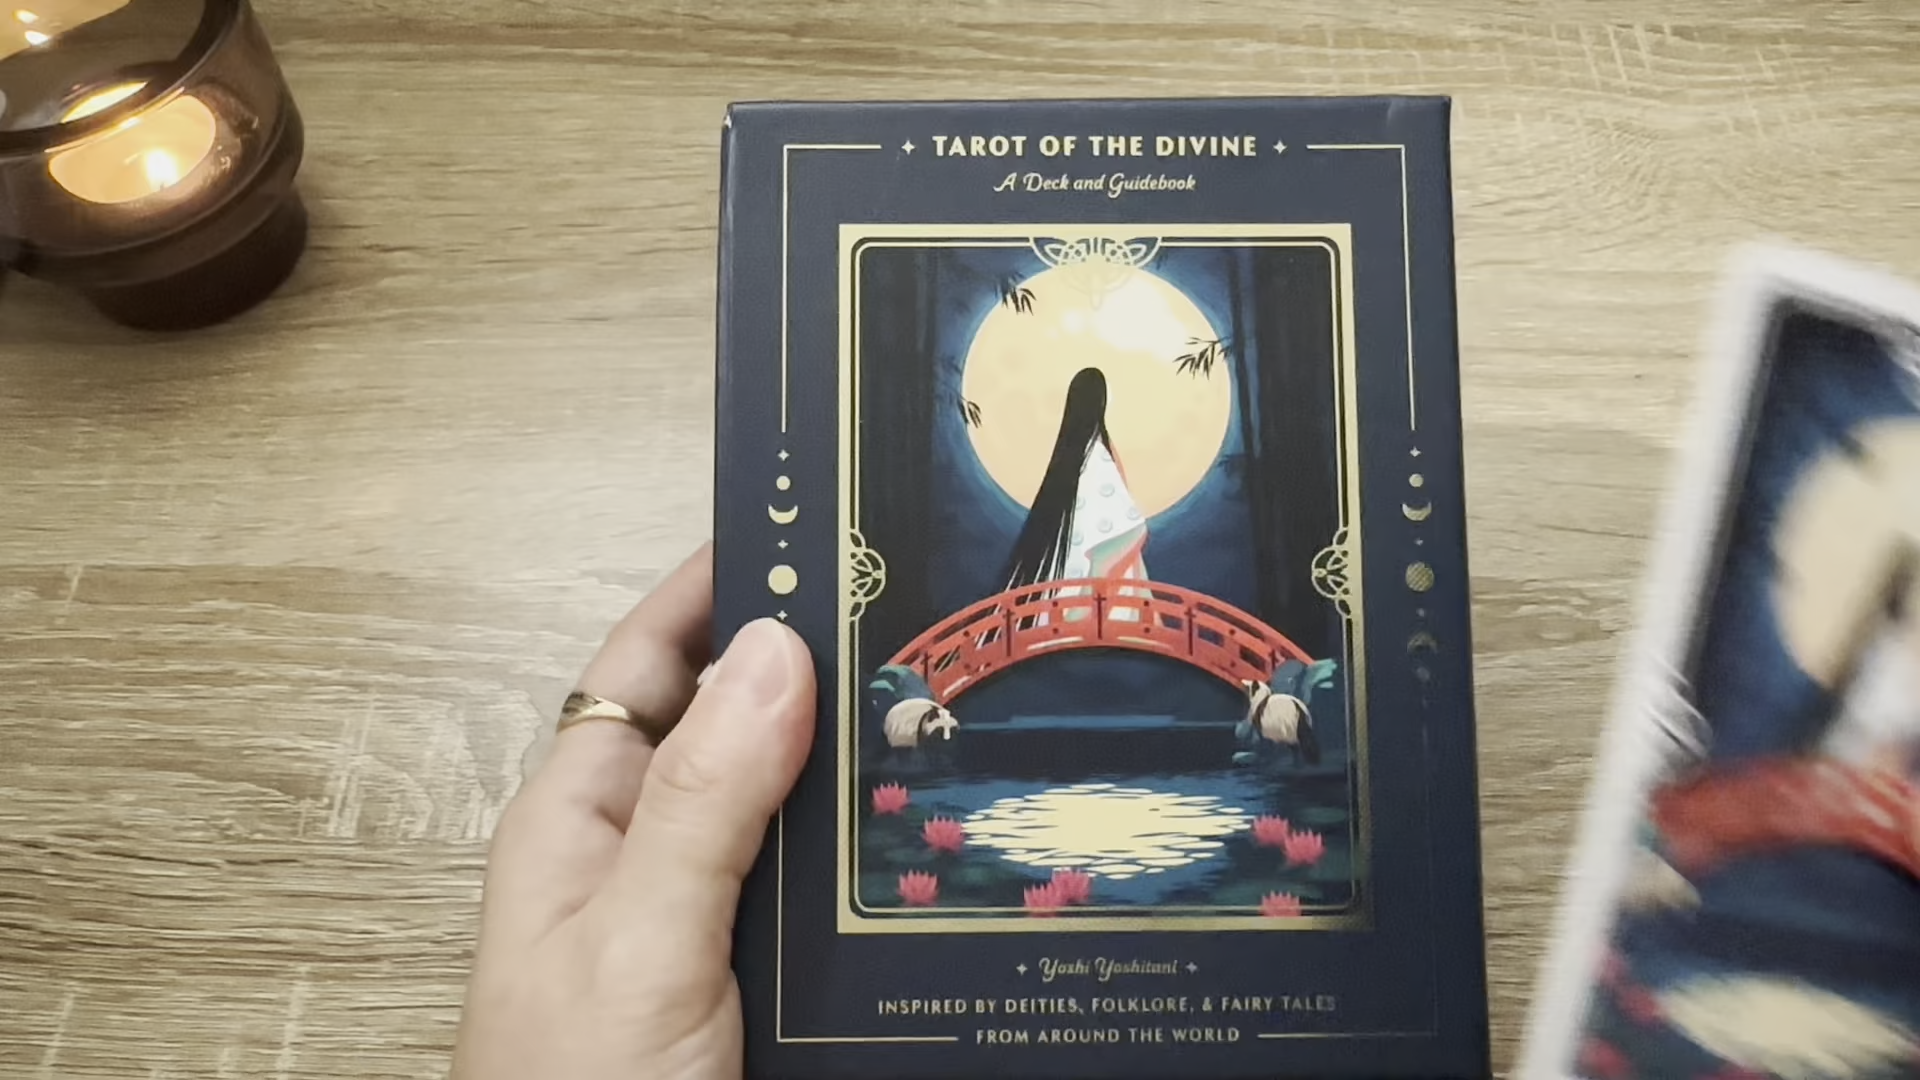 TAROT OF THE DIVINE
A Deck and Guidebook
Yoshi Yoshitani
INSPIRED BY DEITIES, FOLKLORE, & FAIRY TALES
FROM AROUND THE WORLD